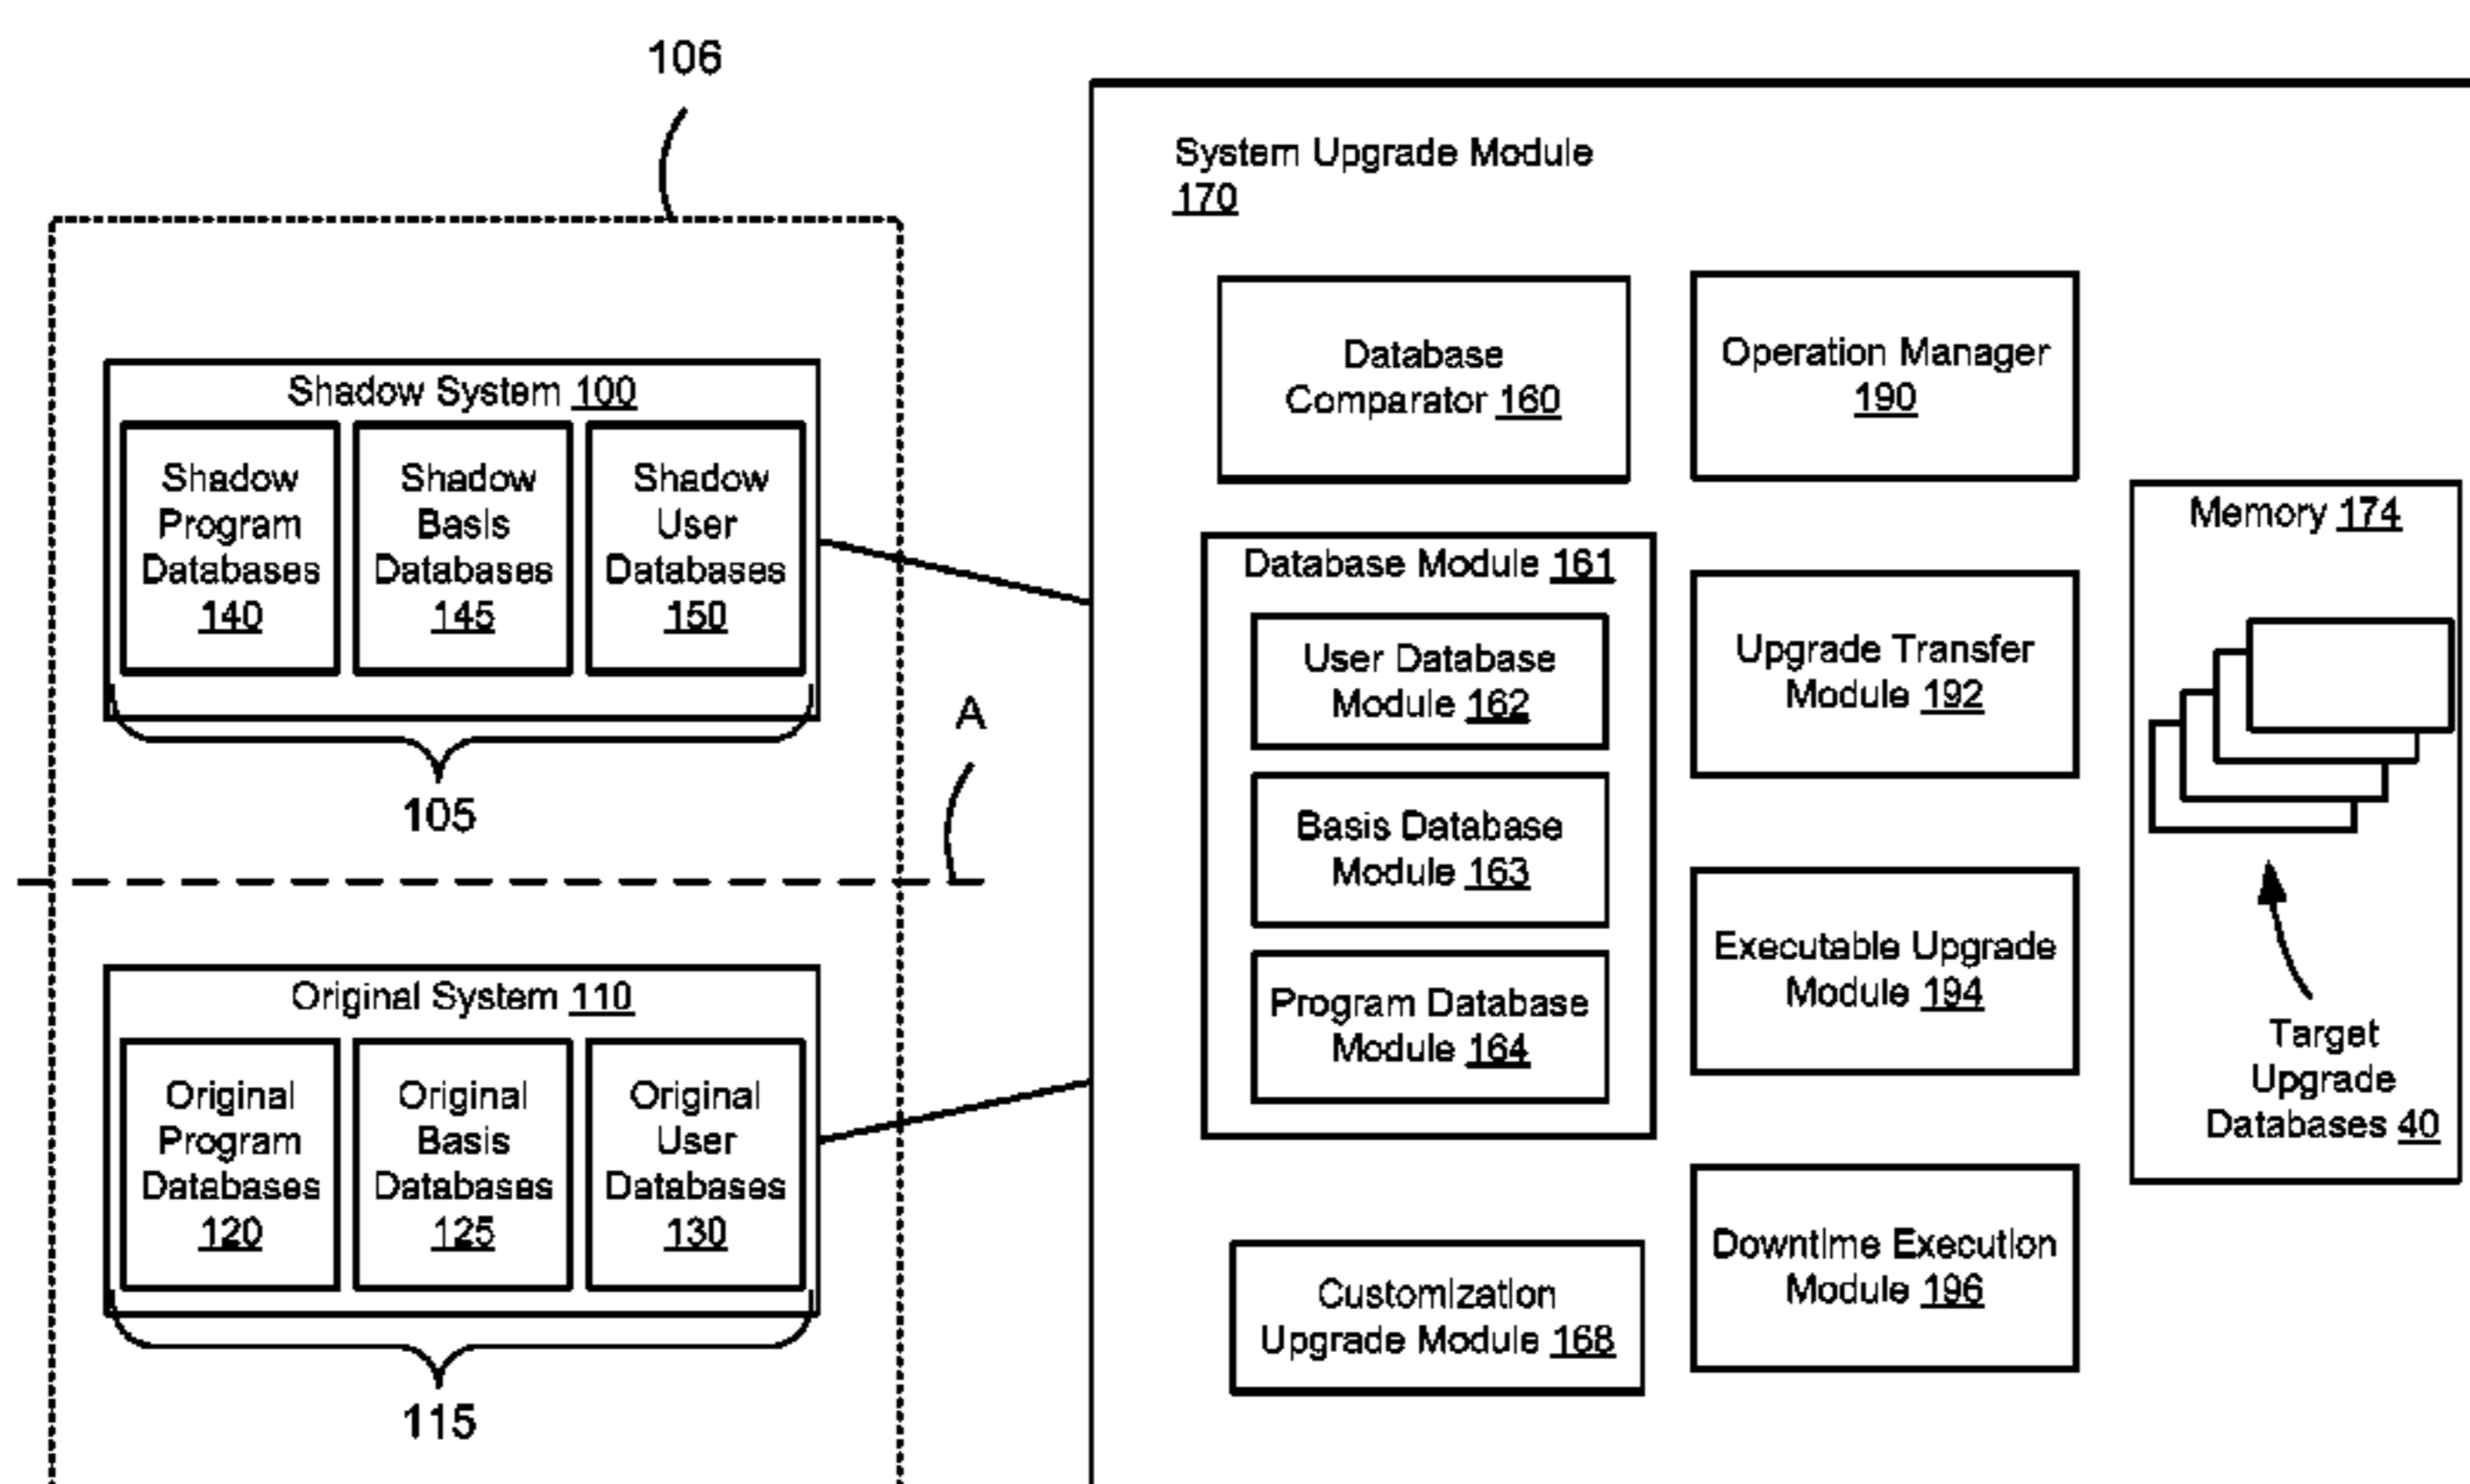 106
System Upgrade Module
170
Shadow System 100
Shadow
Program
Databases
140
Shadow
Basis
Databases
145
Shadow
User
Databases
150
105
A
Original System 110
Original
Program
Databases
120
Original
Basis
Databases
125
Original
User
Databases
130
115
Database
Comparator 160
Operation Manager
190
Database Module 161
User Database
Module 162
Basis Database
Module 163
Program Database
Module 164
Customization
Upgrade Module 168
Upgrade Transfer
Module 192
Executable Upgrade
Module 194
Downtime Execution
Module 196
Memory 174
Target
Upgrade
Databases 40